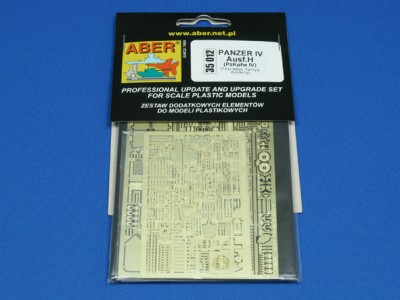 www.aber.net.pl
ABER
35 012
PANZER IV
Ausf.H
(PzKpfw IV)
PROFESSIONAL UPDATE AND UPGRADE SET
FOR SCALE PLASTIC MODELS
ZESTAW DODATKOWYCH ELEMENTÓW
DO MODELI PLASTIKOWYCH